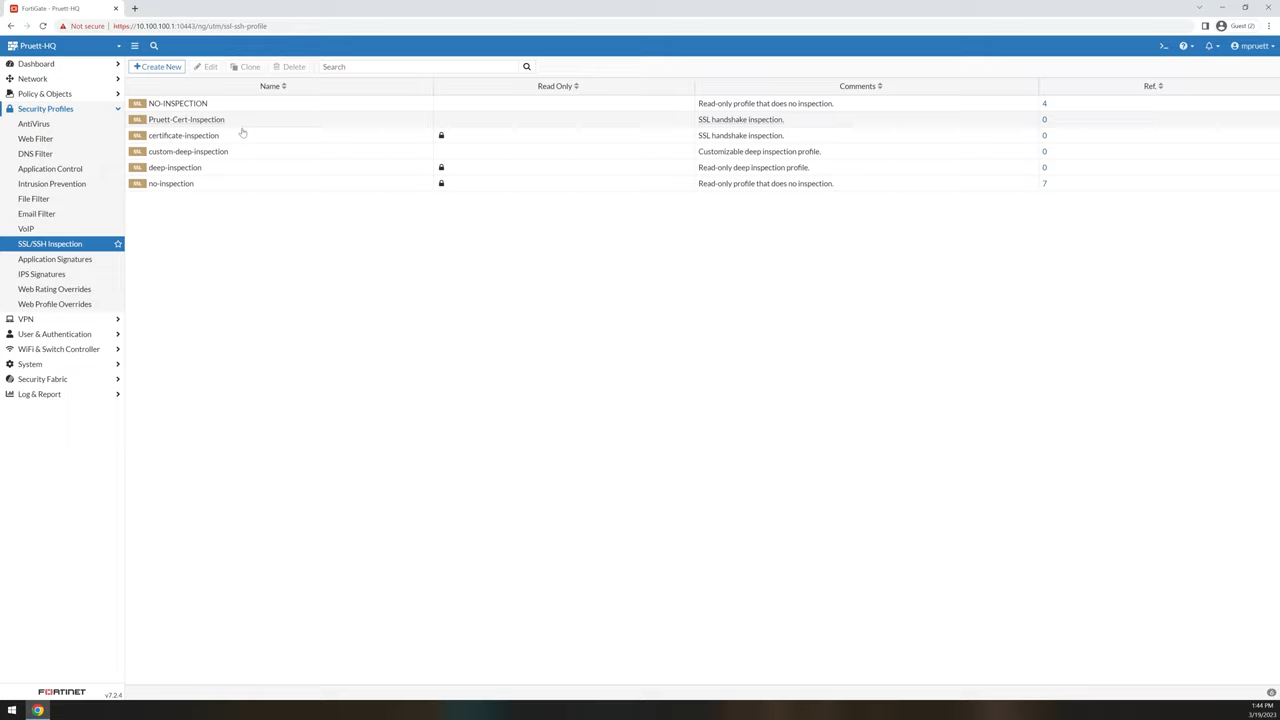 FortiGate - Pruett-HQ
Not secure https://10.100.100.1:10443/ng/utm/ssl-ssh-profile Guest (2)
Pruett-HQ mpruett
Create New Edit Clone Delete Search
Dashboard
Network
Policy & Objects
Security Profiles
AntiVirus
Web Filter
DNS Filter
Application Control
Intrusion Prevention
File Filter
Email Filter
VoIP
SSL/SSH Inspection
Application Signatures
IPS Signatures
Web Rating Overrides
Web Profile Overrides
VPN
User & Authentication
WiFi & Switch Controller
System
Security Fabric
Log & Report
Name Read Only Comments Ref.
SSL NO-INSPECTION Read-only profile that does no inspection. 4
SSL Pruett-Cert-Inspection SSL handshake inspection. 0
SSL certificate-inspection SSL handshake inspection. 0
SSL custom-deep-inspection Customizable deep inspection profile. 0
SSL deep-inspection Read-only deep inspection profile. 0
SSL no-inspection Read-only profile that does no inspection. 7
FORTINET v7.2.4
6
1:44 PM
3/19/2023